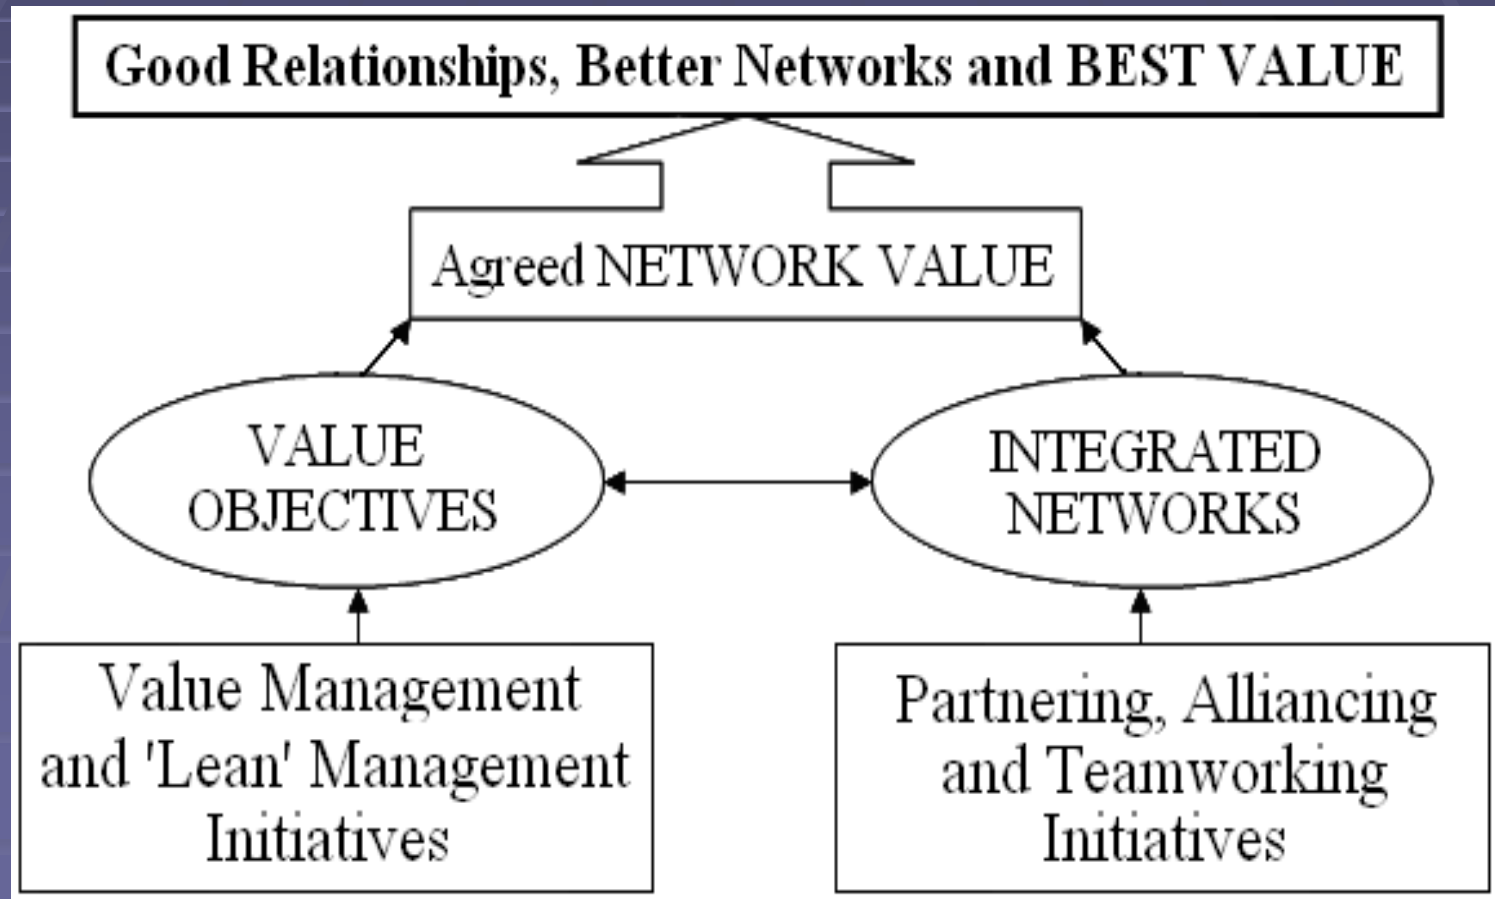 Good Relationships, Better Networks and BEST VALUE
Agreed NETWORK VALUE
VALUE
OBJECTIVES
INTEGRATED
NETWORKS
Value Management
and 'Lean' Management
Initiatives
Partnering, Alliancing
and Teamworking
Initiatives